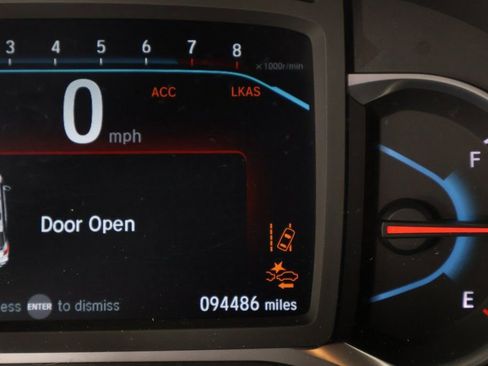 3 4 5 6 7 8
x 1000r/min
ACC LKAS
0 mph
F
Door Open
E
ess ENTER to dismiss
094486 miles